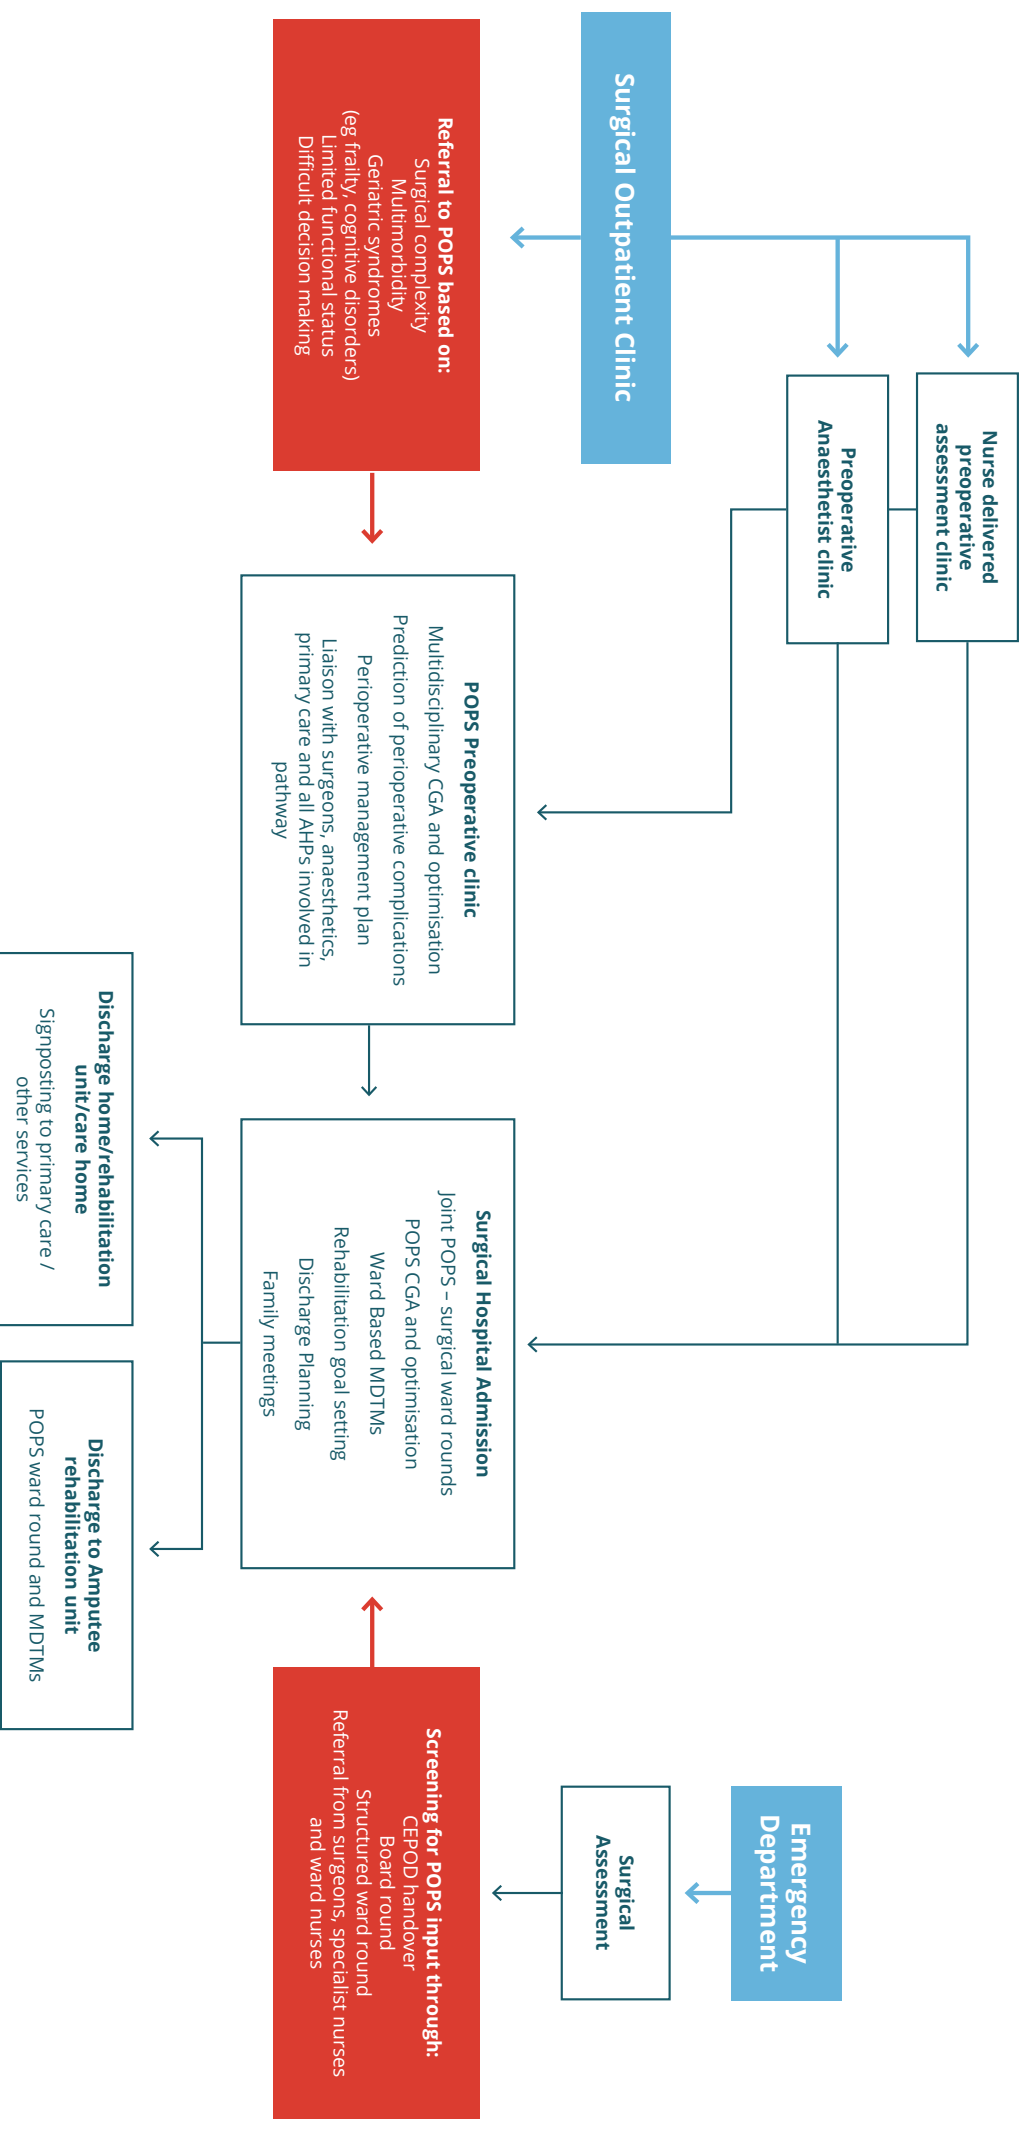 Nurse delivered
preoperative
assessment clinic
Preoperative
Anaesthetist clinic
Surgical Outpatient Clinic
Referral to POPS based on:
Surgical complexity
Multimorbidity
Geriatric syndromes
(eg frailty, cognitive disorders)
Limited functional status
Difficult decision making
POPS Preoperative clinic
Multidisciplinary CGA and optimisation
Prediction of perioperative complications
Perioperative management plan
Liaison with surgeons, anaesthetics,
primary care and all AHPs involved in
pathway
Surgical Hospital Admission
Joint POPS – surgical ward rounds
POPS CGA and optimisation
Ward Based MDTMs
Rehabilitation goal setting
Discharge Planning
Family meetings
Emergency
Department
Surgical
Assessment
Screening for POPS input through:
CEPOD handover
Board round
Structured ward round
Referral from surgeons, specialist nurses
and ward nurses
Discharge home/rehabilitation
unit/care home
Signposting to primary care /
other services
Discharge to Amputee
rehabilitation unit
POPS ward round and MDTMs